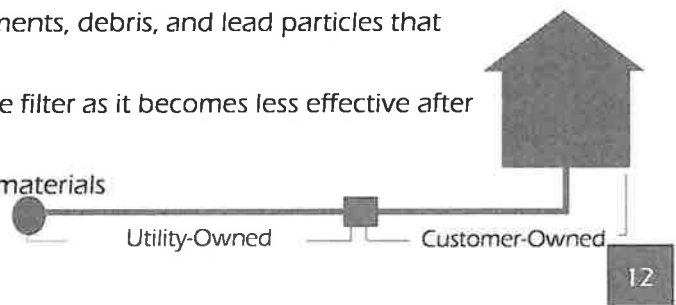 ments, debris, and lead particles that
e filter as it becomes less effective after
materials
Utility-Owned
Customer-Owned
12